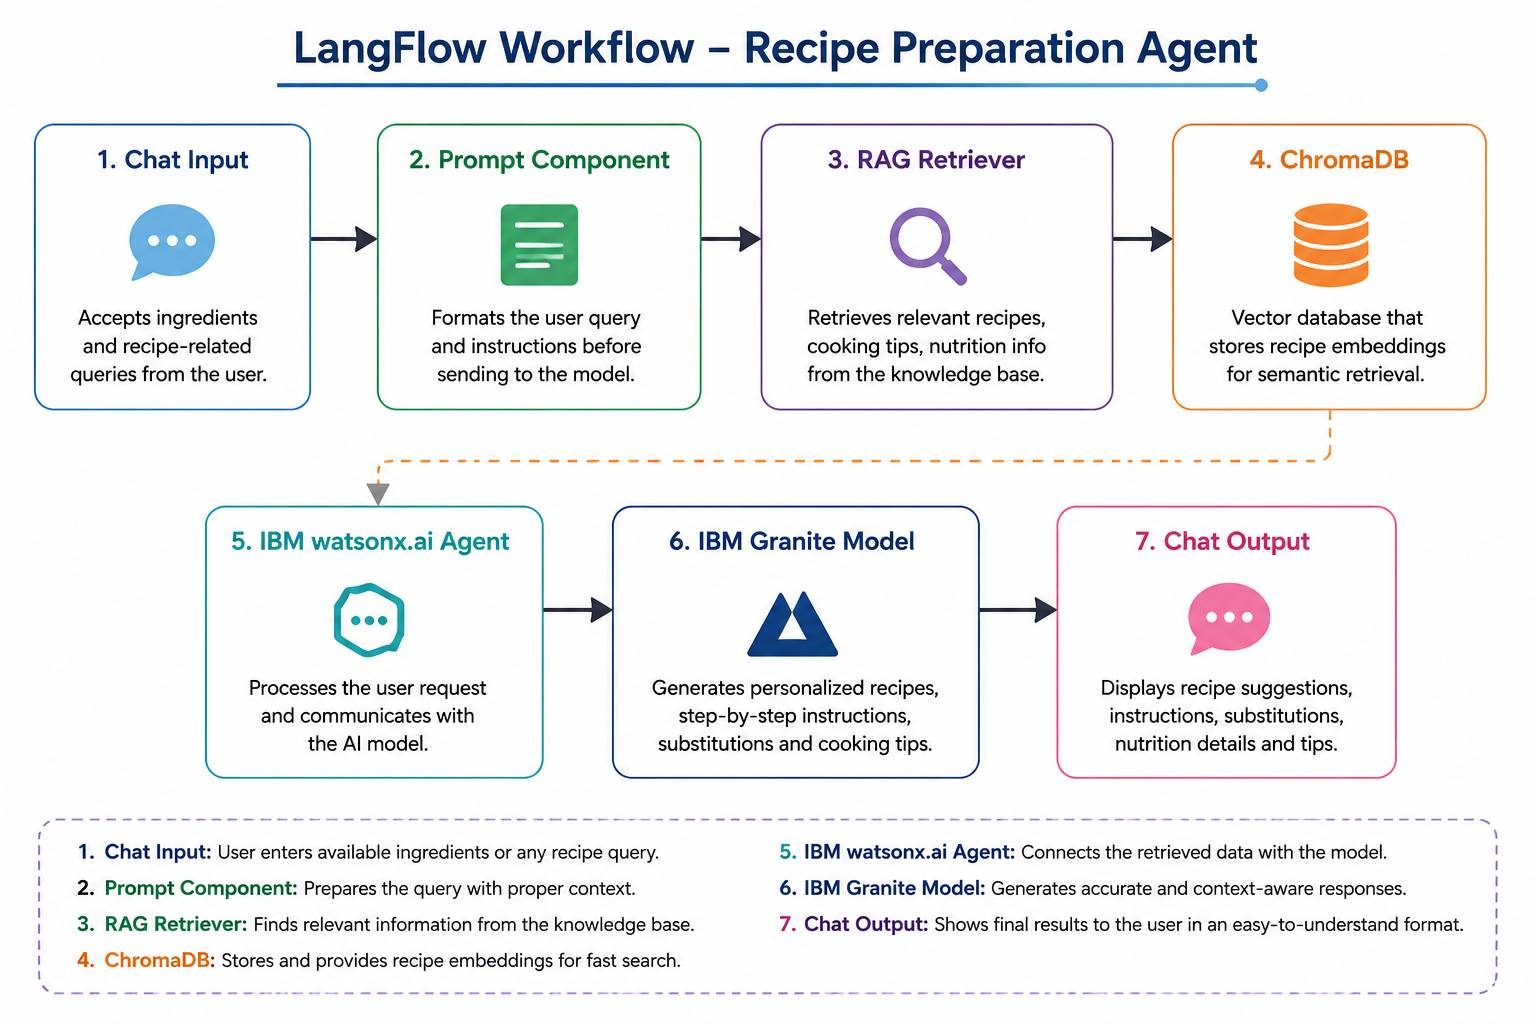 LangFlow Workflow – Recipe Preparation Agent
1. Chat Input
Accepts ingredients
and recipe-related
queries from the user.
2. Prompt Component
Formats the user query
and instructions before
sending to the model.
3. RAG Retriever
Retrieves relevant recipes,
cooking tips, nutrition info
from the knowledge base.
4. ChromaDB
Vector database that
stores recipe embeddings
for semantic retrieval.
5. IBM watsonx.ai Agent
Processes the user request
and communicates with
the AI model.
6. IBM Granite Model
Generates personalized recipes,
step-by-step instructions,
substitutions and cooking tips.
7. Chat Output
Displays recipe suggestions,
instructions, substitutions,
nutrition details and tips.
1. Chat Input: User enters available ingredients or any recipe query.
2. Prompt Component: Prepares the query with proper context.
3. RAG Retriever: Finds relevant information from the knowledge base.
4. ChromaDB: Stores and provides recipe embeddings for fast search.
5. IBM watsonx.ai Agent: Connects the retrieved data with the model.
6. IBM Granite Model: Generates accurate and context-aware responses.
7. Chat Output: Shows final results to the user in an easy-to-understand format.